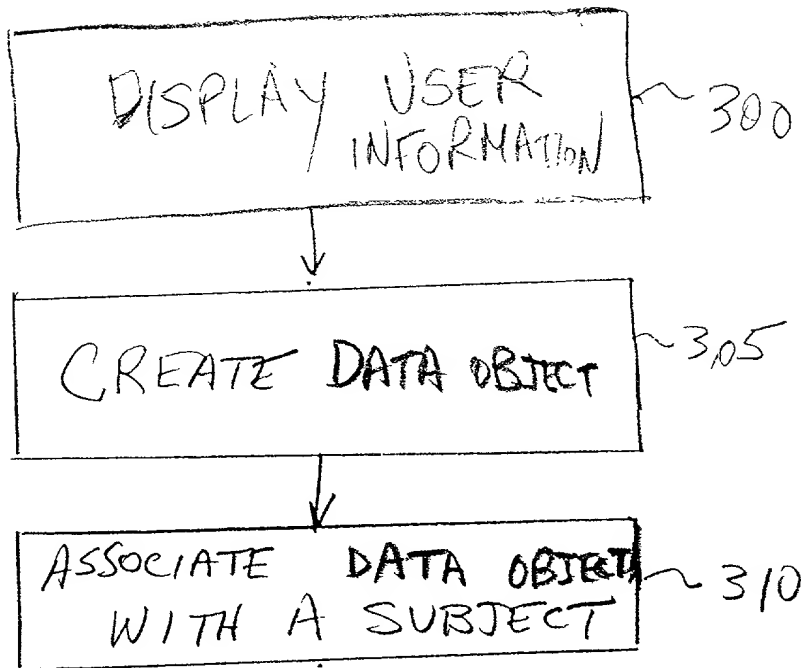 DISPLAY USER
INFORMATION
300
CREATE DATA OBJECT
305
ASSOCIATE DATA OBJECT
WITH A SUBJECT
310